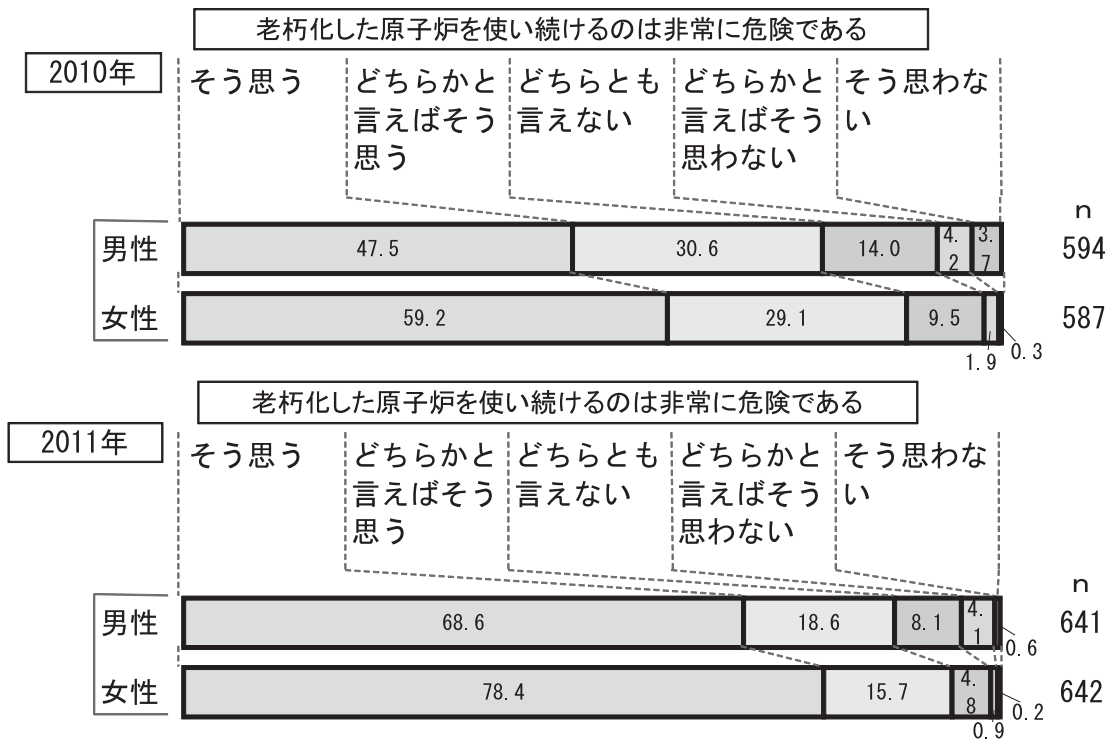 老朽化した原子炉を使い続けるのは非常に危険である
2010年
そう思う
どちらかと
言えばそう
思う
どちらとも
言えない
どちらかと
言えばそう
思わない
そう思わな
い
n
男性
47.5
30.6
14.0
4.2
3.7
594
女性
59.2
29.1
9.5
1.9
0.3
587
老朽化した原子炉を使い続けるのは非常に危険である
2011年
そう思う
どちらかと
言えばそう
思う
どちらとも
言えない
どちらかと
言えばそう
思わない
そう思わな
い
n
男性
68.6
18.6
8.1
4.1
0.6
641
女性
78.4
15.7
4.8
0.9
0.2
642